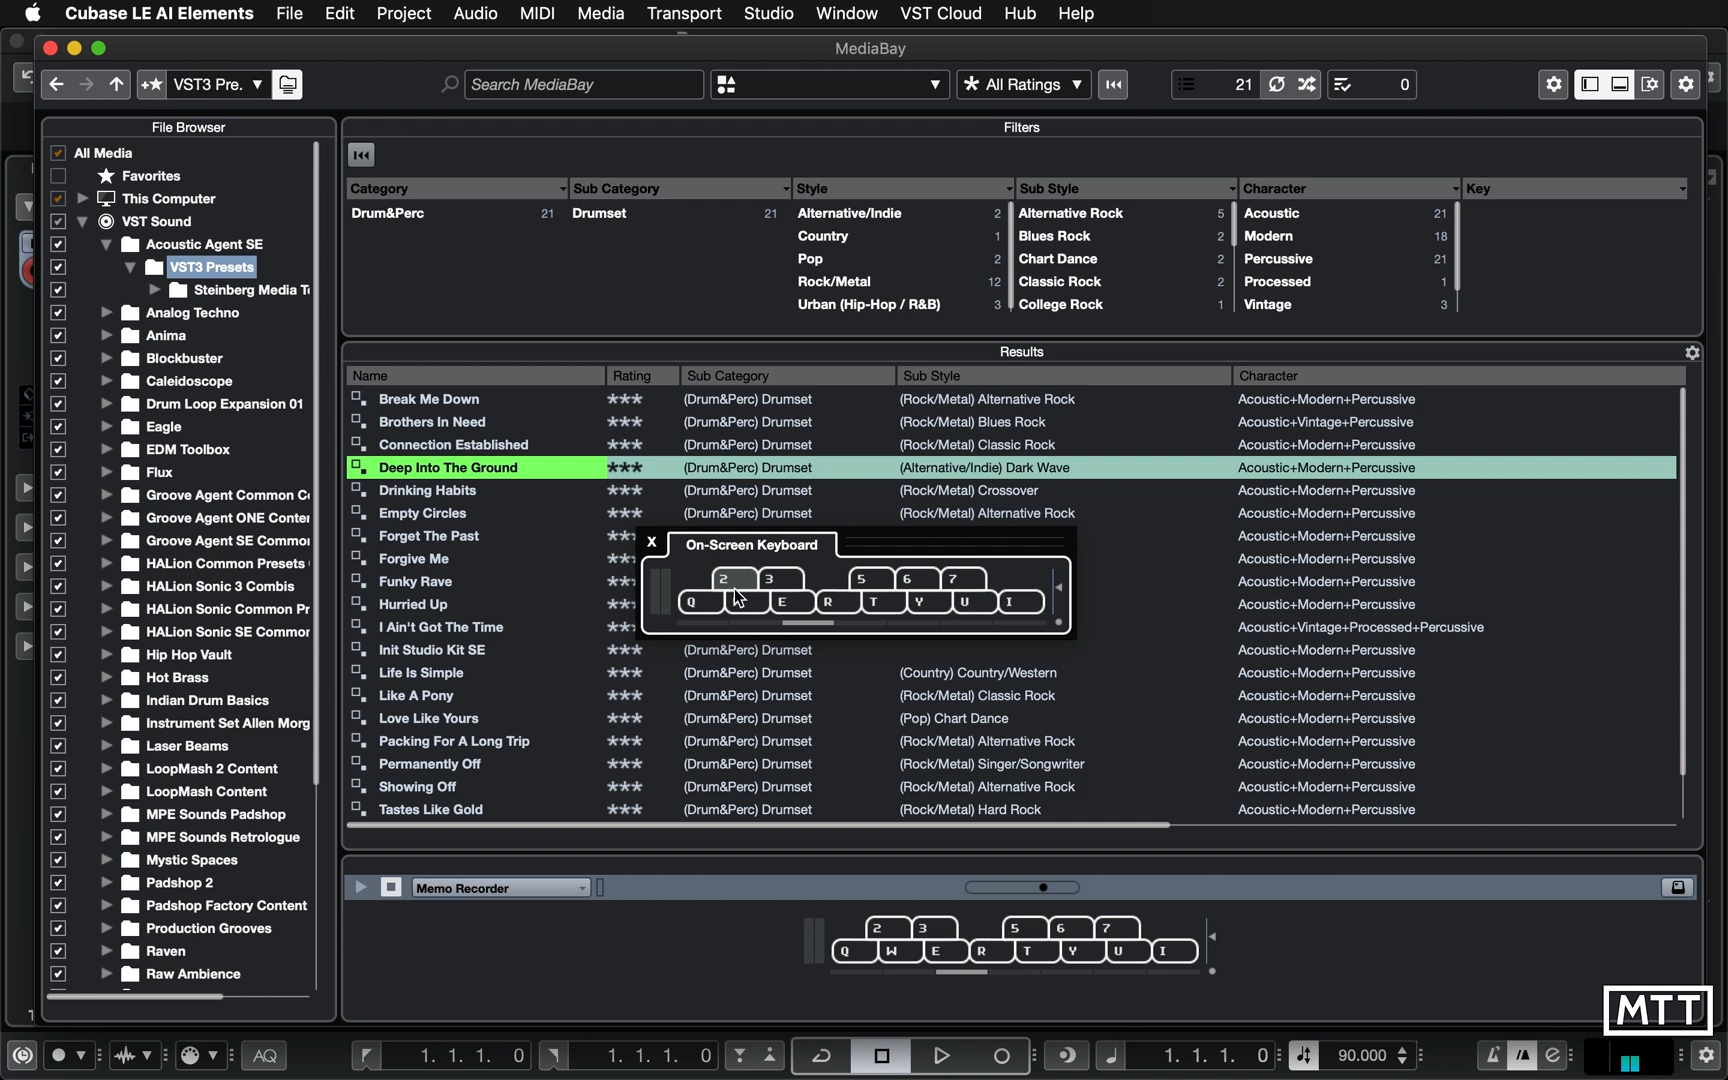 Cubase LE AI Elements File Edit Project Audio MIDI Media Transport Studio Window VST Cloud Hub Help
MediaBay
VST3 Pre. Search MediaBay All Ratings 21 0
File Browser
All Media
Favorites
This Computer
VST Sound
Acoustic Agent SE
VST3 Presets
Steinberg Media
Analog Techno
Anima
Blockbuster
Caleidoscope
Drum Loop Expansion 01
Eagle
EDM Toolbox
Flux
Groove Agent Common
Groove Agent ONE
Groove Agent SE
HALion Common Presets
HALion Sonic 3 Combis
HALion Sonic Common
HALion Sonic SE
Hip Hop Vault
Hot Brass
Indian Drum Basics
Instrument Set Allen
Laser Beams
LoopMash 2 Content
LoopMash Content
MPE Sounds Padshop
MPE Sounds Retrologue
Mystic Spaces
Padshop 2
Padshop Factory Content
Production Grooves
Raven
Raw Ambience
Filters
Category Sub Category Style Sub Style Character Key
Drum&Perc 21 Drumset 21 Alternative/Indie 2 Alternative Rock 5 Acoustic 21
Country 1 Blues Rock 2 Modern 18
Pop 2 Chart Dance 2 Percussive 21
Rock/Metal 12 Classic Rock 2 Processed 1
Urban (Hip-Hop / R&B) 3 College Rock 1 Vintage 3
Results
Name Rating Sub Category Sub Style Character
Break Me Down *** (Drum&Perc) Drumset (Rock/Metal) Alternative Rock Acoustic+Modern+Percussive
Brothers In Need *** (Drum&Perc) Drumset (Rock/Metal) Blues Rock Acoustic+Vintage+Percussive
Connection Established *** (Drum&Perc) Drumset (Rock/Metal) Classic Rock Acoustic+Modern+Percussive
Deep Into The Ground *** (Drum&Perc) Drumset (Alternative/Indie) Dark Wave Acoustic+Modern+Percussive
Drinking Habits *** (Drum&Perc) Drumset (Rock/Metal) Crossover Acoustic+Modern+Percussive
Empty Circles *** (Drum&Perc) Drumset (Rock/Metal) Alternative Rock Acoustic+Modern+Percussive
Forget The Past Acoustic+Modern+Percussive
Forgive Me Acoustic+Modern+Percussive
Funky Rave Acoustic+Modern+Percussive
Hurried Up Acoustic+Modern+Percussive
I Ain't Got The Time Acoustic+Vintage+Processed+Percussive
Init Studio Kit SE *** (Drum&Perc) Drumset Acoustic+Modern+Percussive
Life Is Simple *** (Drum&Perc) Drumset (Country) Country/Western Acoustic+Modern+Percussive
Like A Pony *** (Drum&Perc) Drumset (Rock/Metal) Classic Rock Acoustic+Modern+Percussive
Love Like Yours *** (Drum&Perc) Drumset (Pop) Chart Dance Acoustic+Modern+Percussive
Packing For A Long Trip *** (Drum&Perc) Drumset (Rock/Metal) Alternative Rock Acoustic+Modern+Percussive
Permanently Off *** (Drum&Perc) Drumset (Rock/Metal) Singer/Songwriter Acoustic+Modern+Percussive
Showing Off *** (Drum&Perc) Drumset (Rock/Metal) Alternative Rock Acoustic+Modern+Percussive
Tastes Like Gold *** (Drum&Perc) Drumset (Rock/Metal) Hard Rock Acoustic+Modern+Percussive
X On-Screen Keyboard
2 3 5 6 7
Q E R T Y U I
Memo Recorder
2 3 5 6 7
Q W E R T Y U I
MTT
AQ 1. 1. 1. 0 1. 1. 1. 0 1. 1. 1. 0 90.000